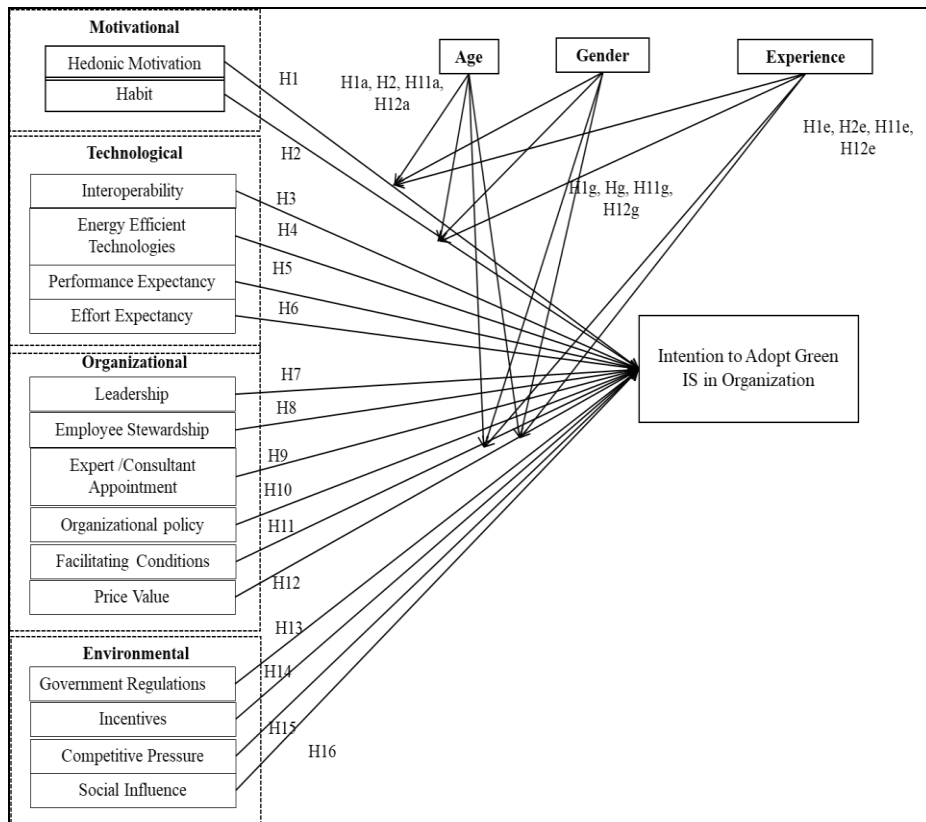 Motivational
Hedonic Motivation
Habit
Technological
Interoperability
Energy Efficient
Technologies
Performance Expectancy
Effort Expectancy
Organizational
Leadership
Employee Stewardship
Expert /Consultant
Appointment
Organizational policy
Facilitating Conditions
Price Value
Environmental
Government Regulations
Incentives
Competitive Pressure
Social Influence
H1
H2
H3
H4
H5
H6
H7
H8
H9
H10
H11
H12
H13
H14
H15
H16
Age
Gender
Experience
H1a, H2, H11a,
H12a
H1g, Hg, H11g,
H12g
H1e, H2e, H11e,
H12e
Intention to Adopt Green
IS in Organization